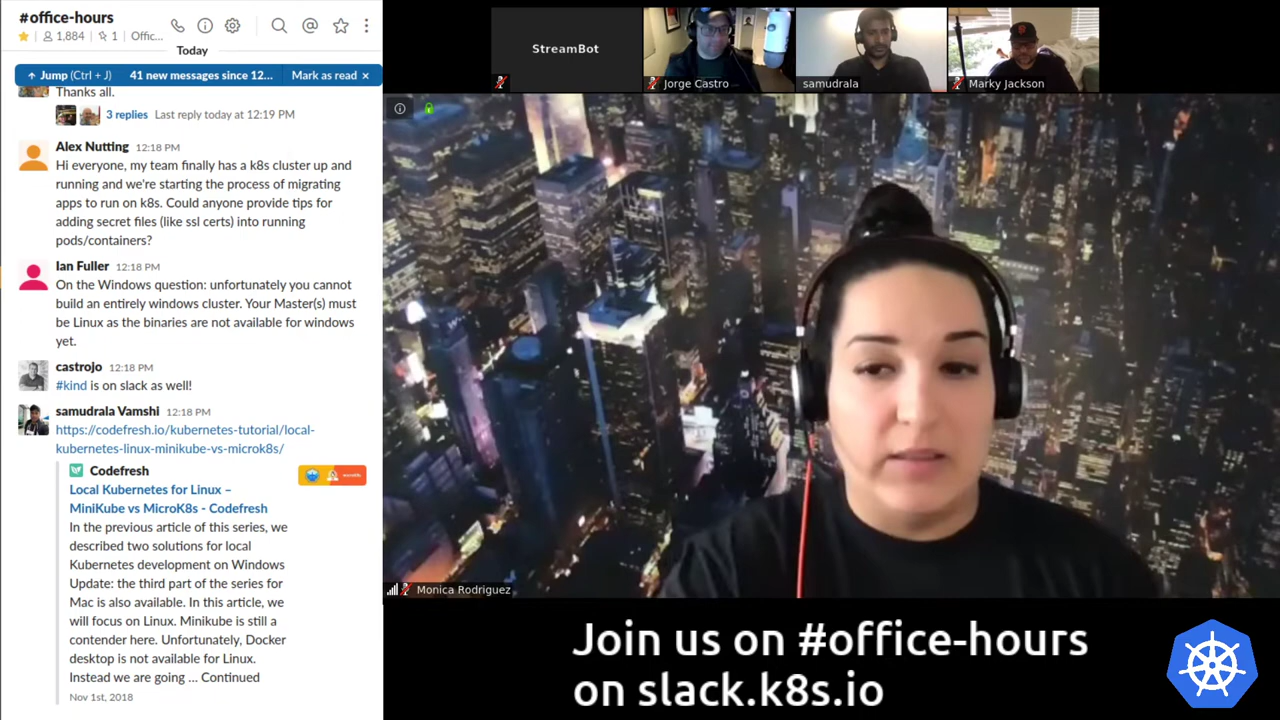 #office-hours
1,884
1
Offic...
Today
Jump (Ctrl + J)
41 new messages since 12...
Mark as read ×
Thanks all.
3 replies Last reply today at 12:19 PM
Alex Nutting 12:18 PM
Hi everyone, my team finally has a k8s cluster up and
running and we're starting the process of migrating
apps to run on k8s. Could anyone provide tips for
adding secret files (like ssl certs) into running
pods/containers?
Ian Fuller 12:18 PM
On the Windows question: unfortunately you cannot
build an entirely windows cluster. Your Master(s) must
be Linux as the binaries are not available for windows
yet.
castrojo 12:18 PM
#kind is on slack as well!
samudrala Vamshi 12:18 PM
https://codefresh.io/kubernetes-tutorial/local-
kubernetes-linux-minikube-vs-microk8s/
Codefresh
Local Kubernetes for Linux –
MiniKube vs MicroK8s - Codefresh
In the previous article of this series, we
described two solutions for local
Kubernetes development on Windows
Update: the third part of the series for
Mac is also available. In this article, we
will focus on Linux. Minikube is still a
contender here. Unfortunately, Docker
desktop is not available for Linux.
Instead we are going ... Continued
Nov 1st, 2018
StreamBot
Jorge Castro
samudrala
Marky Jackson
Monica Rodriguez
Join us on #office-hours
on slack.k8s.io